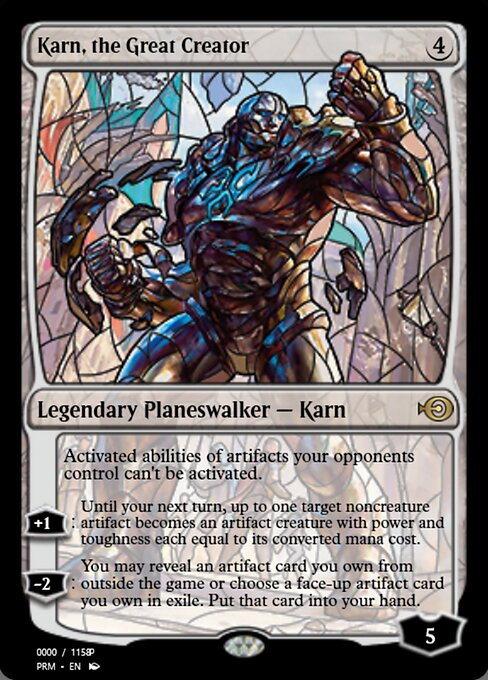 Karn, the Great Creator 4
Legendary Planeswalker — Karn
Activated abilities of artifacts your opponents
control can't be activated.
Until your next turn, up to one target noncreature
+1 : artifact becomes an artifact creature with power and
toughness each equal to its converted mana cost.
You may reveal an artifact card you own from
-2 : outside the game or choose a face-up artifact card
you own in exile. Put that card into your hand.
5
0000 / 1158P
PRM • EN